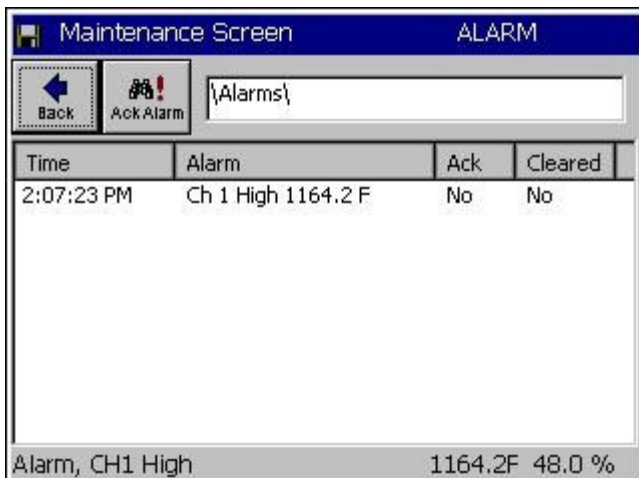 Maintenance Screen ALARM
Back Ack Alarm \Alarms\
Time Alarm Ack Cleared
2:07:23 PM Ch 1 High 1164.2 F No No
Alarm, CH1 High 1164.2F 48.0 %